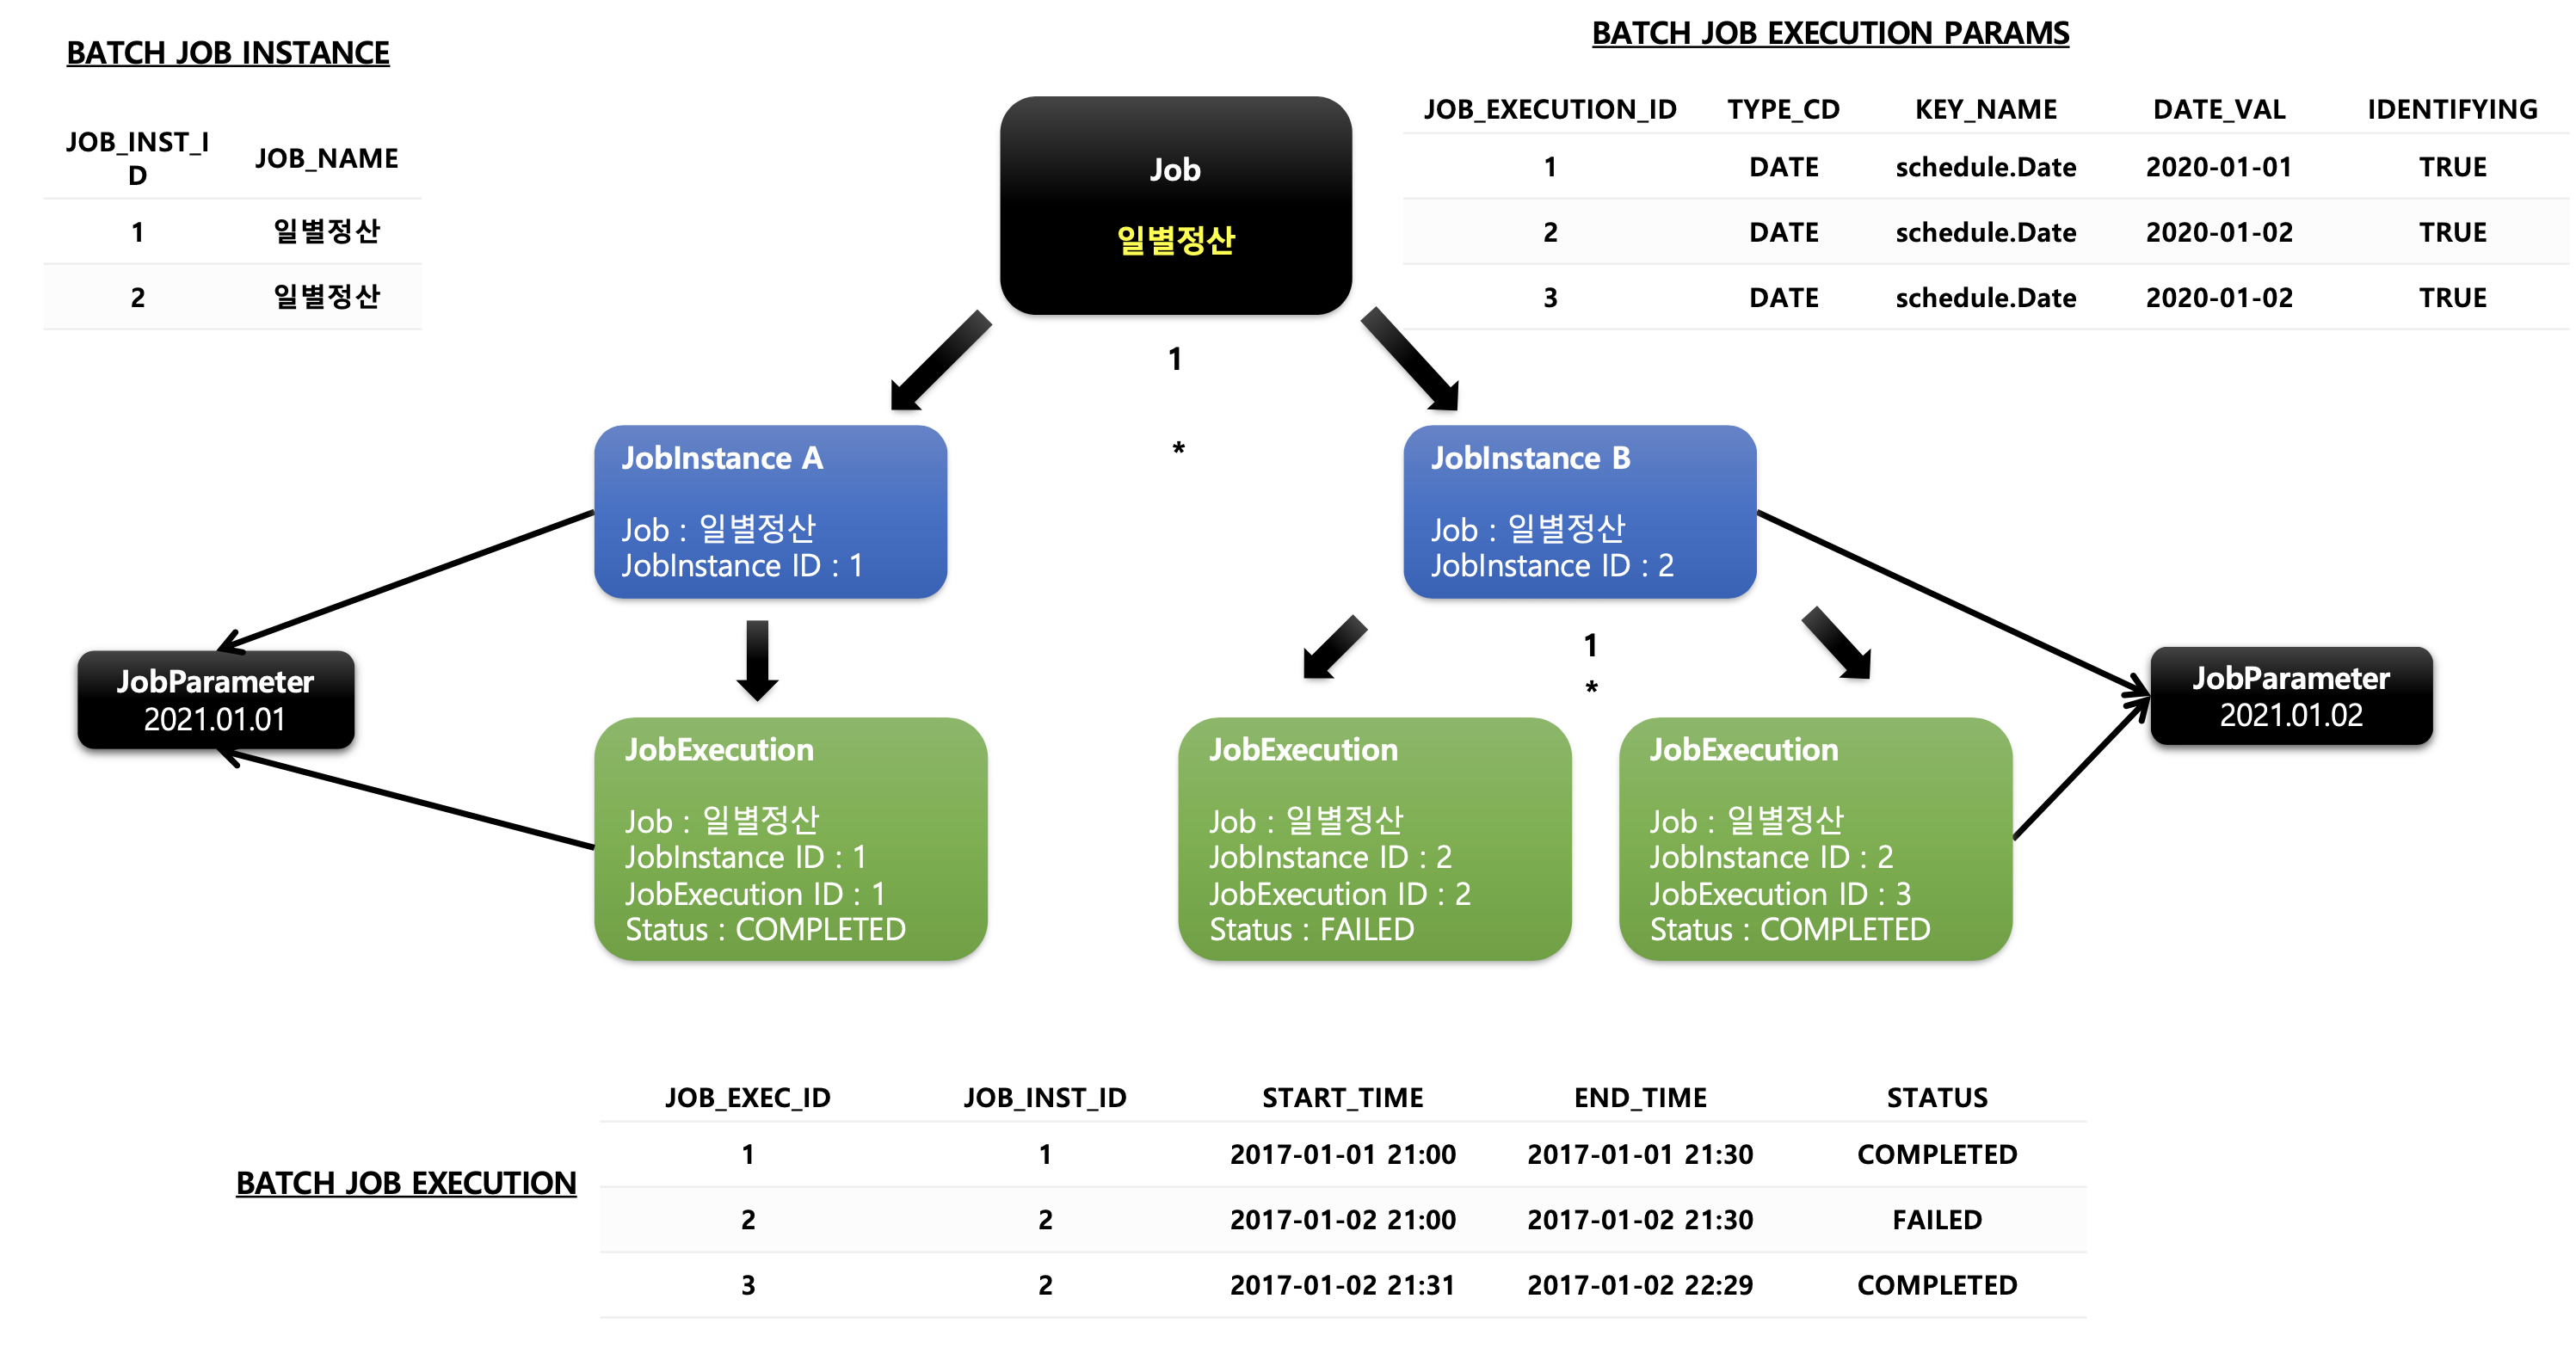 BATCH JOB INSTANCE
JOB_INST_I
D
JOB_NAME
1 일별정산
2 일별정산
BATCH JOB EXECUTION PARAMS
JOB_EXECUTION_ID TYPE_CD KEY_NAME DATE_VAL IDENTIFYING
1 DATE schedule.Date 2020-01-01 TRUE
2 DATE schedule.Date 2020-01-02 TRUE
3 DATE schedule.Date 2020-01-02 TRUE
Job
일별정산
1
*
JobInstance A
Job : 일별정산
JobInstance ID : 1
JobInstance B
Job : 일별정산
JobInstance ID : 2
1
*
JobParameter
2021.01.01
JobParameter
2021.01.02
JobExecution
Job : 일별정산
JobInstance ID : 1
JobExecution ID : 1
Status : COMPLETED
JobExecution
Job : 일별정산
JobInstance ID : 2
JobExecution ID : 2
Status : FAILED
JobExecution
Job : 일별정산
JobInstance ID : 2
JobExecution ID : 3
Status : COMPLETED
BATCH JOB EXECUTION
JOB_EXEC_ID JOB_INST_ID START_TIME END_TIME STATUS
1 1 2017-01-01 21:00 2017-01-01 21:30 COMPLETED
2 2 2017-01-02 21:00 2017-01-02 21:30 FAILED
3 2 2017-01-02 21:31 2017-01-02 22:29 COMPLETED